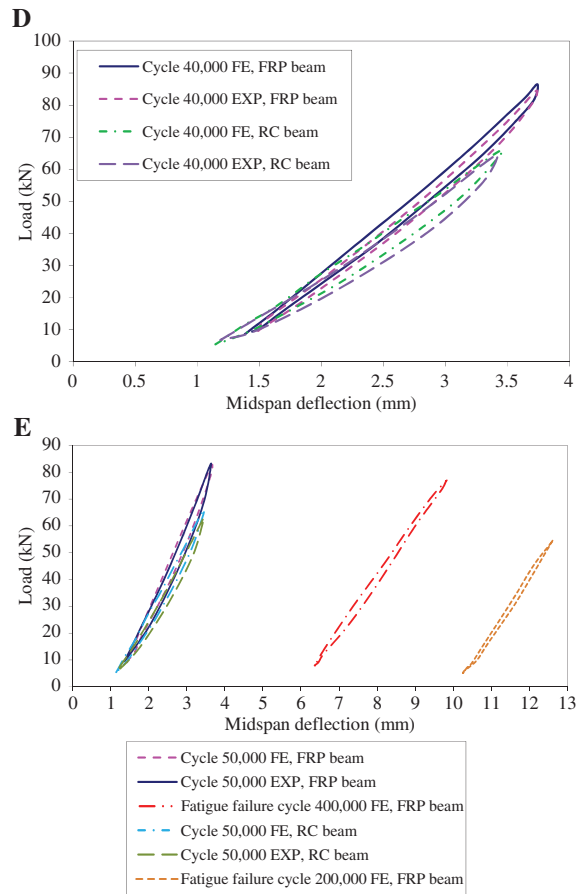 D
100
90
80
70
60
50
40
30
20
10
0
Load (kN)
Cycle 40,000 FE, FRP beam
Cycle 40,000 EXP, FRP beam
Cycle 40,000 FE, RC beam
Cycle 40,000 EXP, RC beam
0 0.5 1 1.5 2 2.5 3 3.5 4
Midspan deflection (mm)
E
90
80
70
60
50
40
30
20
10
0
Load (kN)
0 1 2 3 4 5 6 7 8 9 10 11 12 13
Midspan deflection (mm)
Cycle 50,000 FE, FRP beam
Cycle 50,000 EXP, FRP beam
Fatigue failure cycle 400,000 FE, FRP beam
Cycle 50,000 FE, RC beam
Cycle 50,000 EXP, RC beam
Fatigue failure cycle 200,000 FE, FRP beam